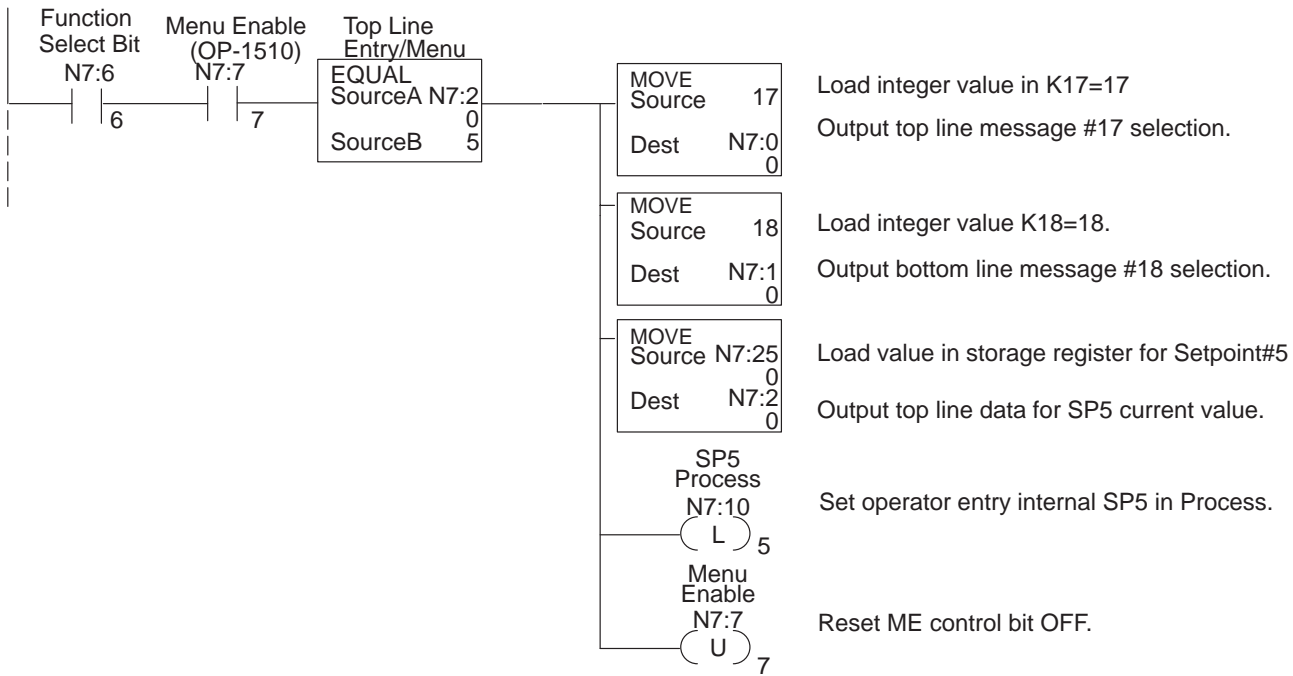 Function
Select Bit
N7:6
6
Menu Enable
(OP-1510)
N7:7
7
Top Line
Entry/Menu
EQUAL
SourceA N7:2
0
SourceB 5
MOVE
Source 17
Dest N7:0
0
Load integer value in K17=17
Output top line message #17 selection.
MOVE
Source 18
Dest N7:1
0
Load integer value K18=18.
Output bottom line message #18 selection.
MOVE
Source N7:25
0
Dest N7:2
0
Load value in storage register for Setpoint#5
Output top line data for SP5 current value.
SP5
Process
N7:10
L
5
Set operator entry internal SP5 in Process.
Menu
Enable
N7:7
U
7
Reset ME control bit OFF.